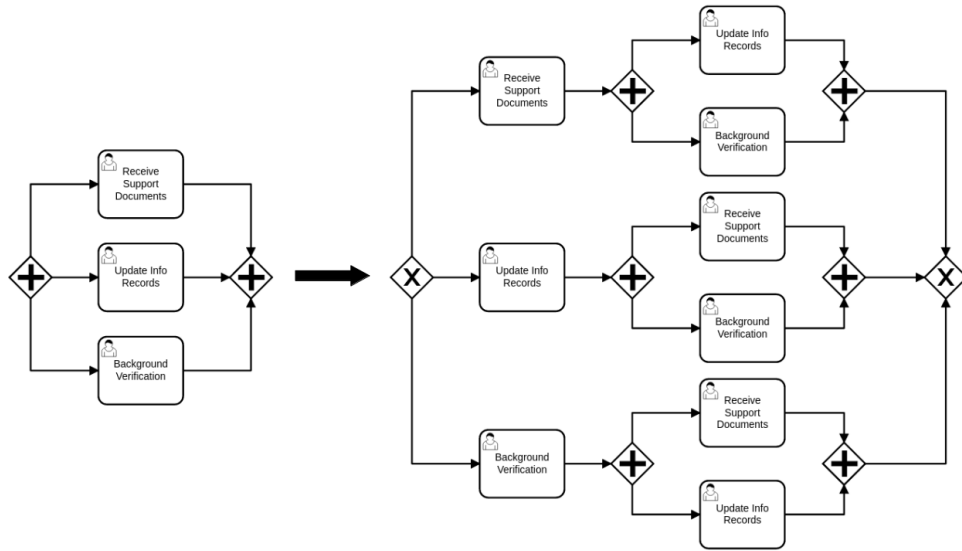 Receive
Support
Documents
Update Info
Records
Background
Verification
X
Receive
Support
Documents
Update Info
Records
Background
Verification
Update Info
Records
Receive
Support
Documents
Background
Verification
Background
Verification
Receive
Support
Documents
Update Info
Records
X